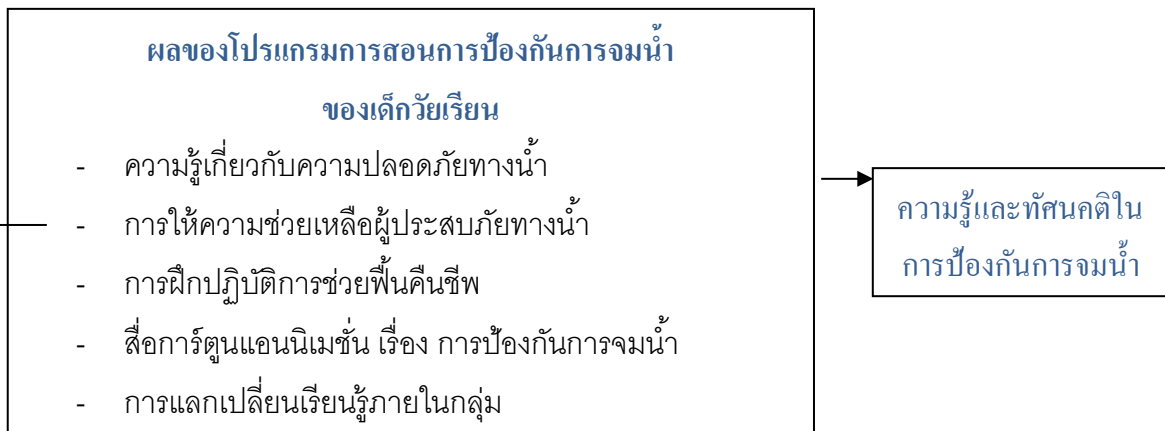 ผลของโปรแกรมการสอนการป้องกันการจมน้ำ
ของเด็กวัยเรียน
- ความรู้เกี่ยวกับความปลอดภัยทางน้ำ
- การให้ความช่วยเหลือผู้ประสบภัยทางน้ำ
- การฝึกปฏิบัติการช่วยฟื้นคืนชีพ
- สื่อการ์ตูนแอนนิเมชั่น เรื่อง การป้องกันการจมน้ำ
- การแลกเปลี่ยนเรียนรู้ภายในกลุ่ม
ความรู้และทัศนคติใน
การป้องกันการจมน้ำ